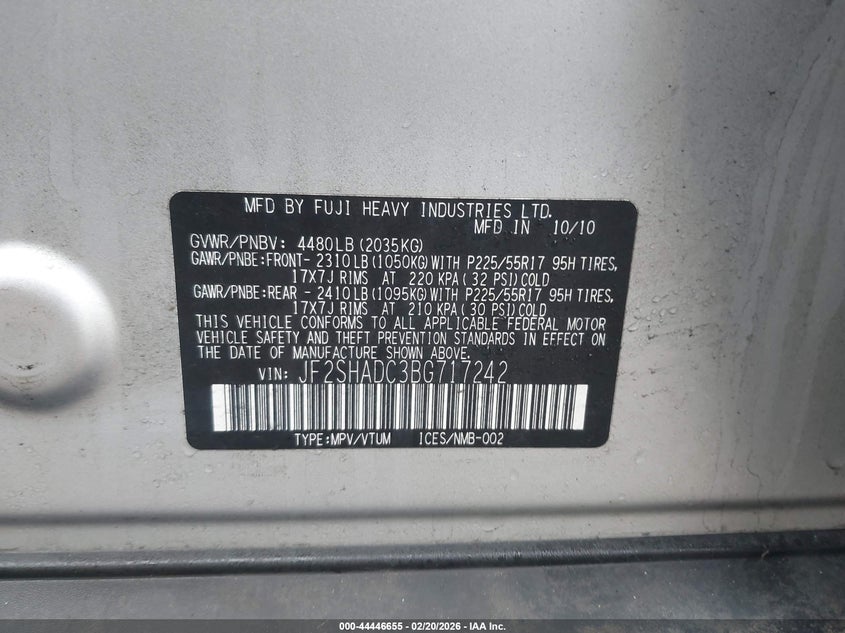 MFD BY FUJI HEAVY INDUSTRIES LTD.
MFD IN 10/10
GVWR/PNBV: 4480LB(2035KG)
GAWR/PNBE:FRONT- 2310LB(1050KG)WITH P225/55R17 95H TIRES,
17X7J RIMS AT 220 KPA(32 PSI)COLD
GAWR/PNBE:REAR - 2410LB(1095KG)WITH P225/55R17 95H TIRES,
17X7J RIMS AT 210 KPA(30 PSI)COLD
THIS VEHICLE CONFORMS TO ALL APPLICABLE FEDERAL MOTOR
VEHICLE SAFETY AND THEFT PREVENTION STANDARDS IN EFFECT ON
THE DATE OF MANUFACTURE SHOWN ABOVE.
VIN: JF2SHADC3BG717242
TYPE:MPV/VTUM ICES/NMB-002
000-44446655 | 02/20/2026 - IAA Inc.